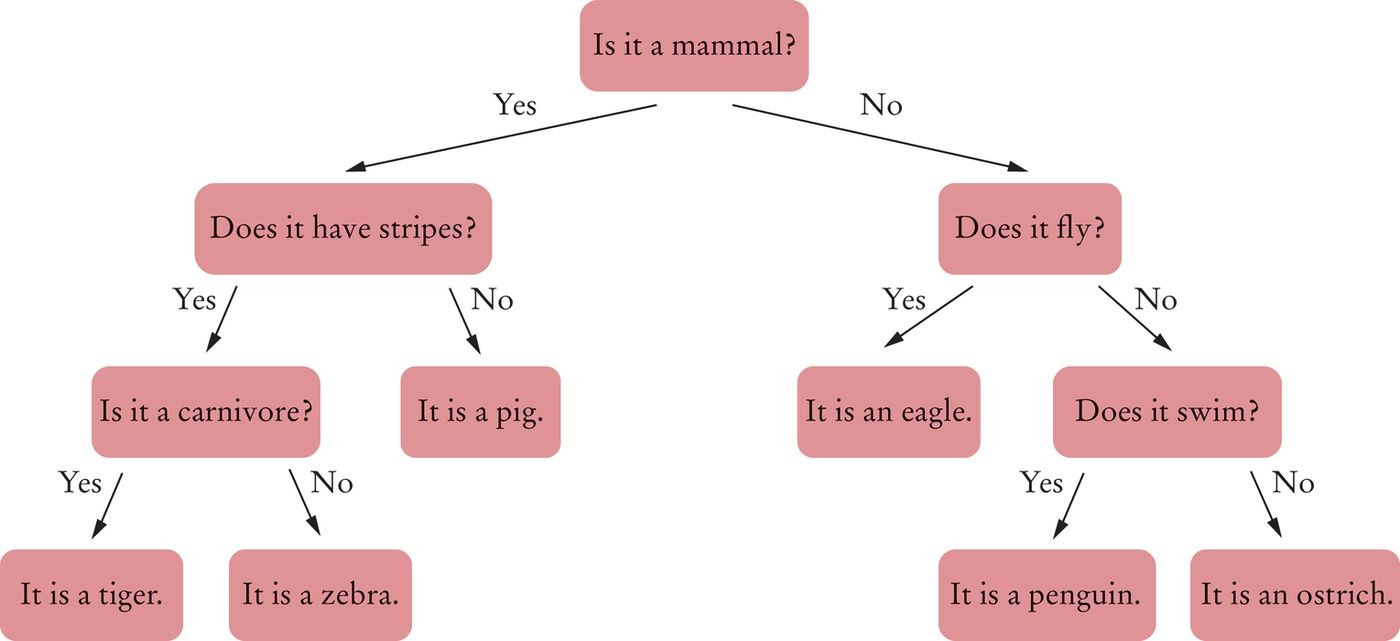 Is it a mammal?
Yes
No
Does it have stripes?
Does it fly?
Yes
No
Yes
No
Is it a carnivore?
It is a pig.
It is an eagle.
Does it swim?
Yes
No
Yes
No
It is a tiger.
It is a zebra.
It is a penguin.
It is an ostrich.